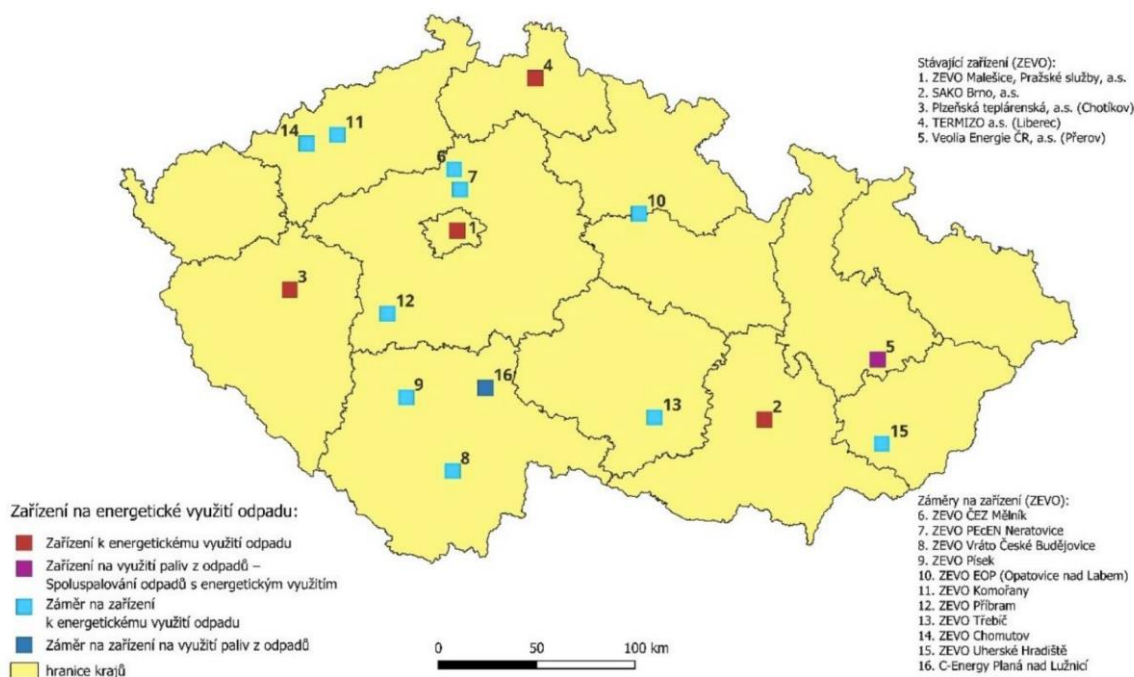 4
Stávající zařízení (ZEVO):
1. ZEVO Malešice, Pražské služby, a.s.
2. SAKO Brno, a.s.
3. Plzeňská teplárenská, a.s. (Chotíkov)
4. TERMIZO a.s. (Liberec)
5. Veolia Energie ČR, a.s. (Přerov)
14
11
6
7
10
1
3
12
5
9
16
13
2
15
8
Zařízení na energetické využití odpadu:
Zařízení k energetickému využití odpadu
Zařízení na využití paliv z odpadů –
Spoluspalování odpadů s energetickým využitím
Záměr na zařízení
k energetickému využití odpadu
Záměr na zařízení na využití paliv z odpadů
hranice krajů
0 50 100 km
Záměry na zařízení (ZEVO):
6. ZEVO ČEZ Mělník
7. ZEVO PEcEN Neratovice
8. ZEVO Vráto České Budějovice
9. ZEVO Písek
10. ZEVO EOP (Opatovice nad Labem)
11. ZEVO Komořany
12. ZEVO Příbram
13. ZEVO Třebíč
14. ZEVO Chomutov
15. ZEVO Uherské Hradiště
16. C-Energy Planá nad Lužnicí